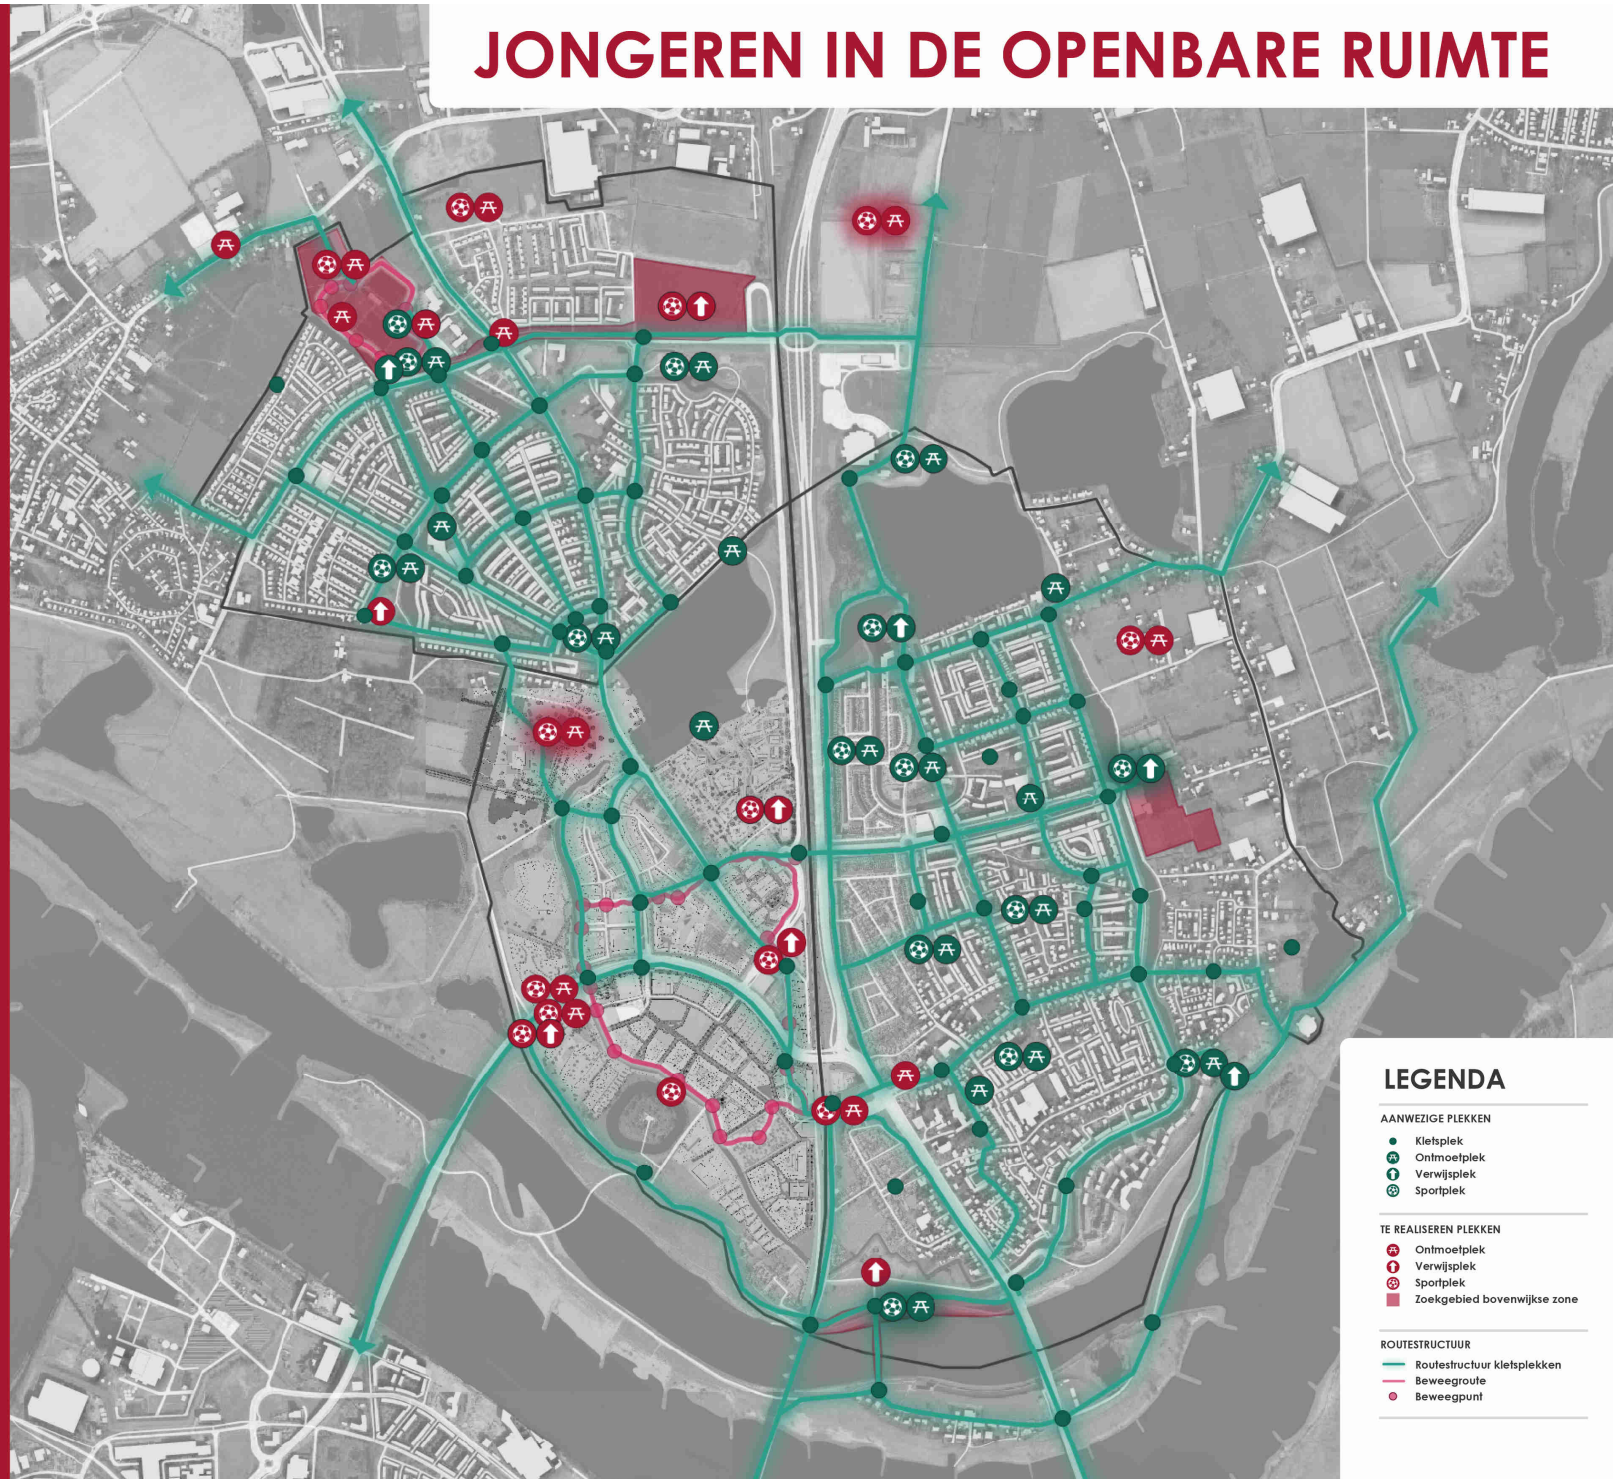 JONGEREN IN DE OPENBARE RUIMTE
LEGENDA
AANWEZIGE PLEKKEN
Kletsplek
Ontmoetplek
Verwijsplek
Sportplek
TE REALISEREN PLEKKEN
Ontmoetplek
Verwijsplek
Sportplek
Zoekgebied bovenwijkse zone
ROUTESTRUCTUUR
Routestructuur kletsplekken
Beweegroute
Beweegpunt